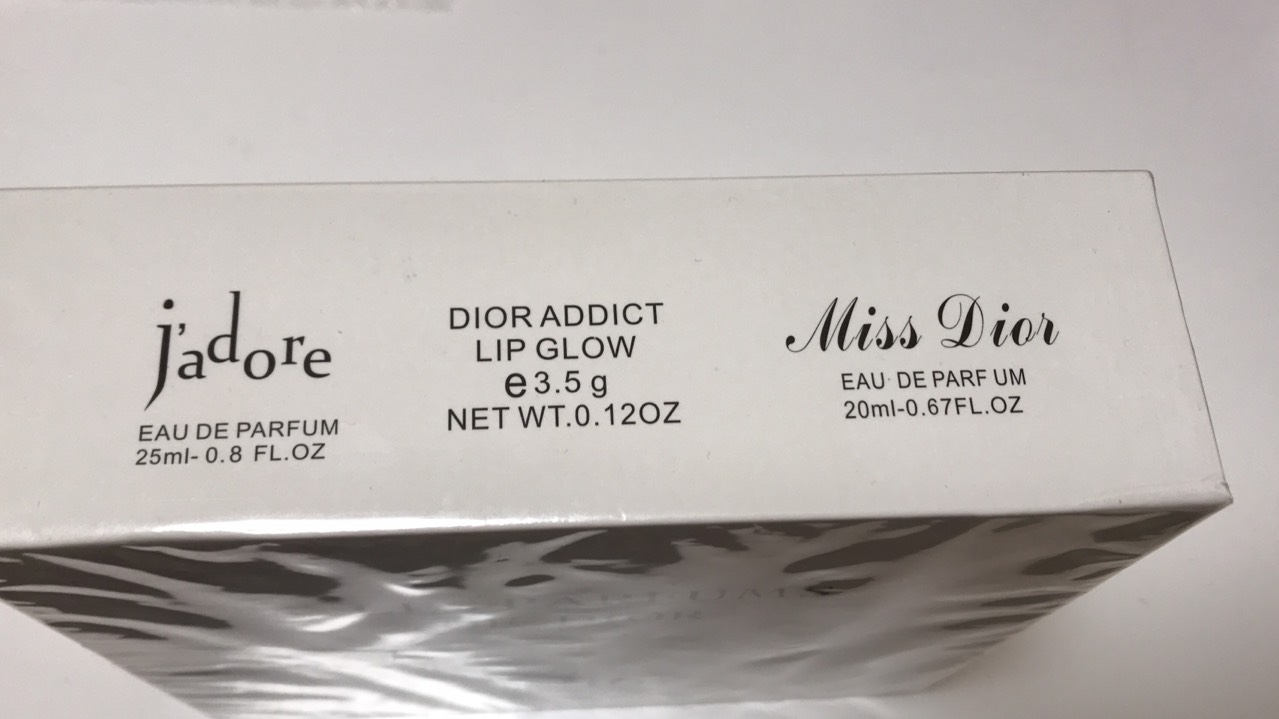 j'adore
EAU DE PARFUM
25ml- 0.8 FL.OZ
DIOR ADDICT
LIP GLOW
e3.5 g
NET WT.0.12OZ
Miss Dior
EAU DE PARF UM
20ml-0.67FL.OZ